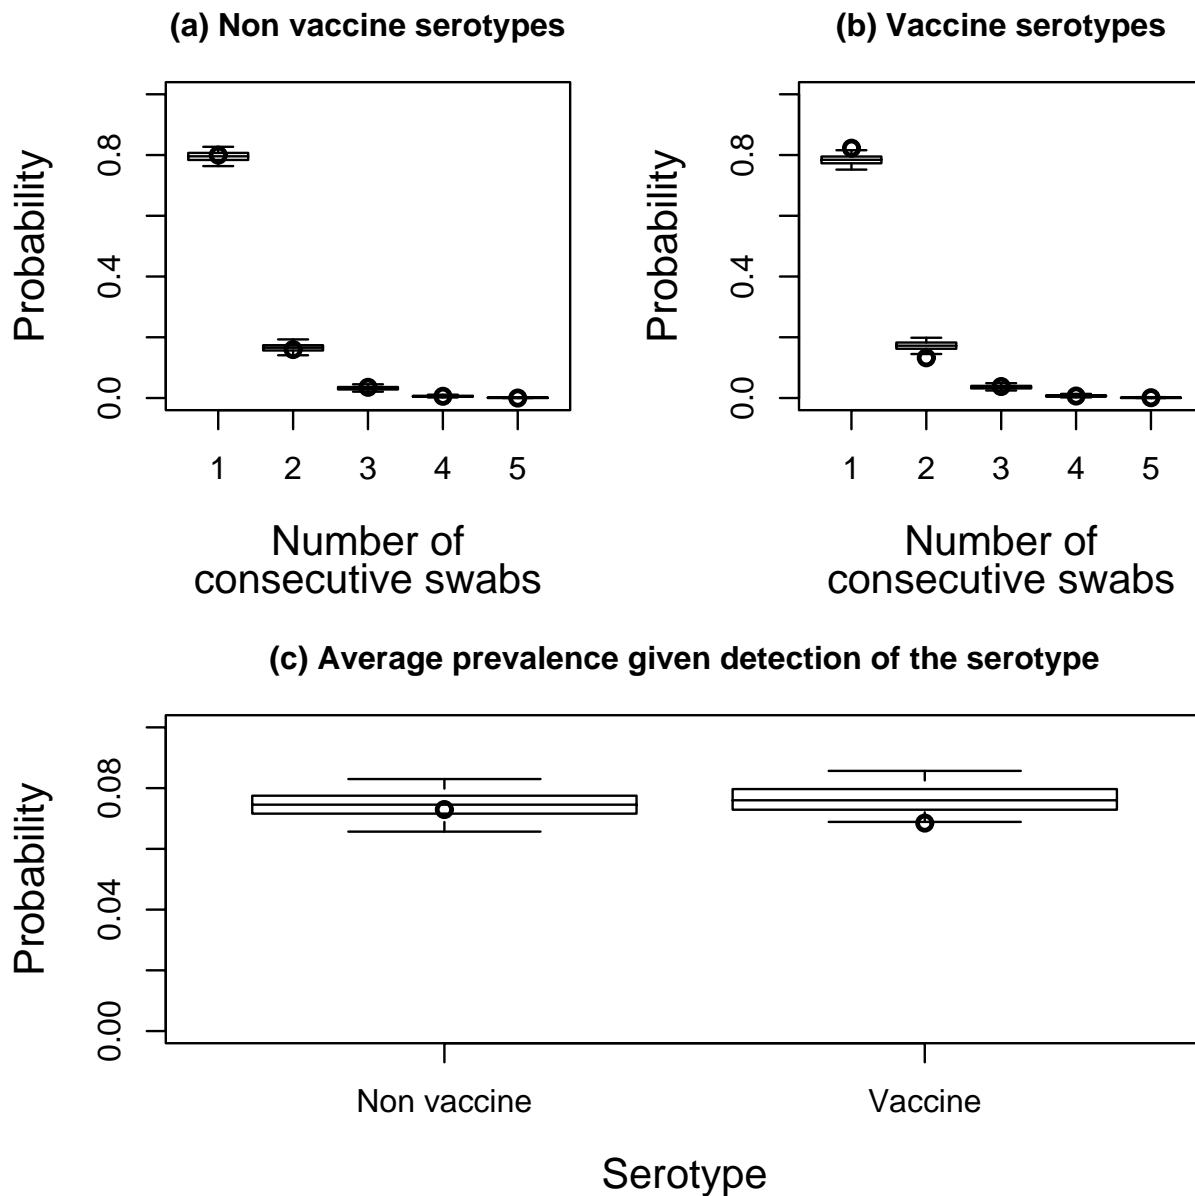 (a) Non vaccine serotypes
Probability
0.0 0.4 0.8
1 2 3 4 5
Number of
consecutive swabs
(b) Vaccine serotypes
Probability
0.0 0.4 0.8
1 2 3 4 5
Number of
consecutive swabs
(c) Average prevalence given detection of the serotype
Probability
0.00 0.04 0.08
Non vaccine Vaccine
Serotype